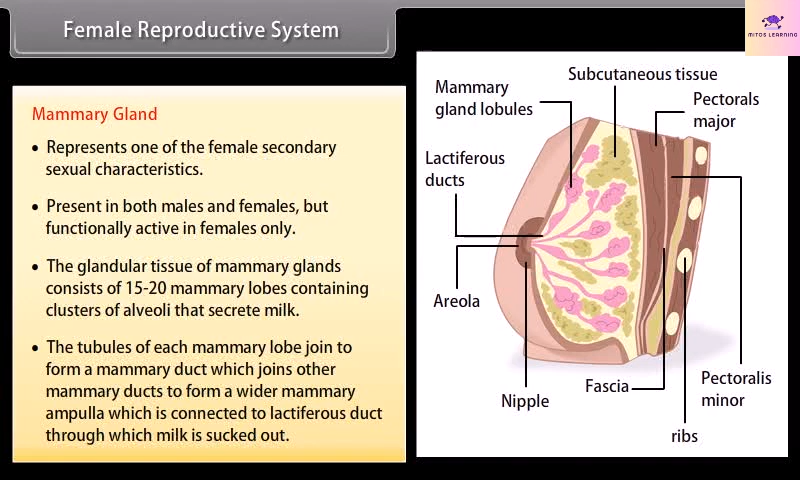 Female Reproductive System
MITOS LEARNING
Mammary Gland
• Represents one of the female secondary
sexual characteristics.
• Present in both males and females, but
functionally active in females only.
• The glandular tissue of mammary glands
consists of 15-20 mammary lobes containing
clusters of alveoli that secrete milk.
• The tubules of each mammary lobe join to
form a mammary duct which joins other
mammary ducts to form a wider mammary
ampulla which is connected to lactiferous duct
through which milk is sucked out.
Subcutaneous tissue
Mammary
gland lobules
Pectorals
major
Lactiferous
ducts
Areola
Nipple
Fascia
Pectoralis
minor
ribs